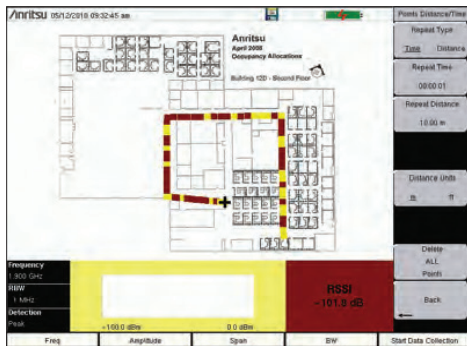 /inritsu 05/12/2010 09:32:45 am
Anritsu
April 2008
Occupancy Allocations
Building 120 - Second Floor
Points Distance/Time
Repeat Type
Time Distance
Repeat Time
00:00:01
Repeat Distance
10.00 m
Distance Units
m ft
Delete
ALL
Points
Back
Frequency
1.900 GHz
RBW
1 MHz
Detection
Peak
-100.0 dBm 0.0 dBm
RSSI
-101.8 dB
Freq Amplitude Span BW Start Data Collection